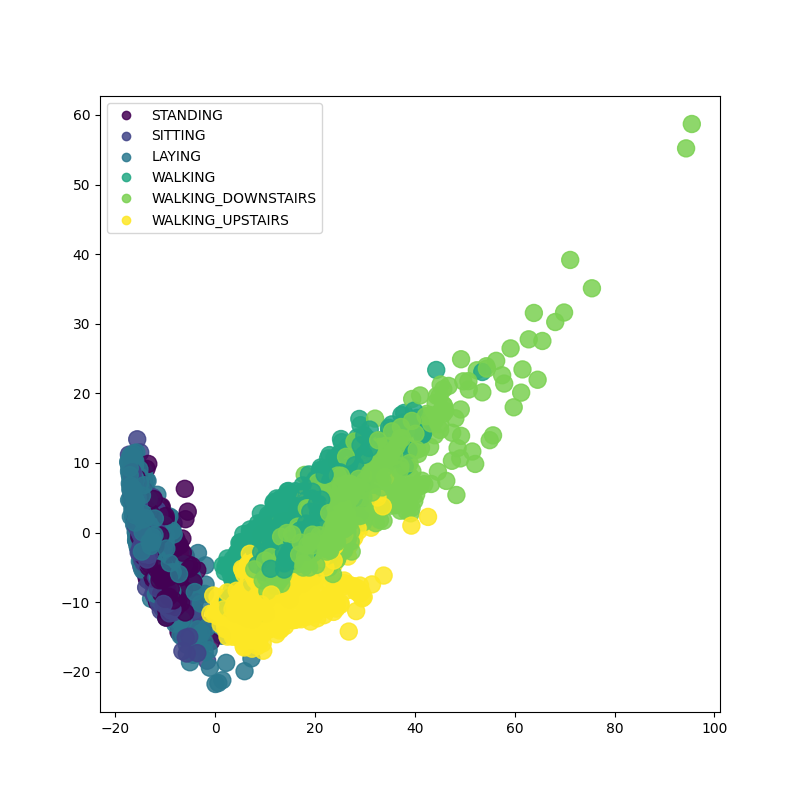 STANDING
SITTING
LAYING
WALKING
WALKING_DOWNSTAIRS
WALKING_UPSTAIRS
60
50
40
30
20
10
0
−10
−20
−20 0 20 40 60 80 100